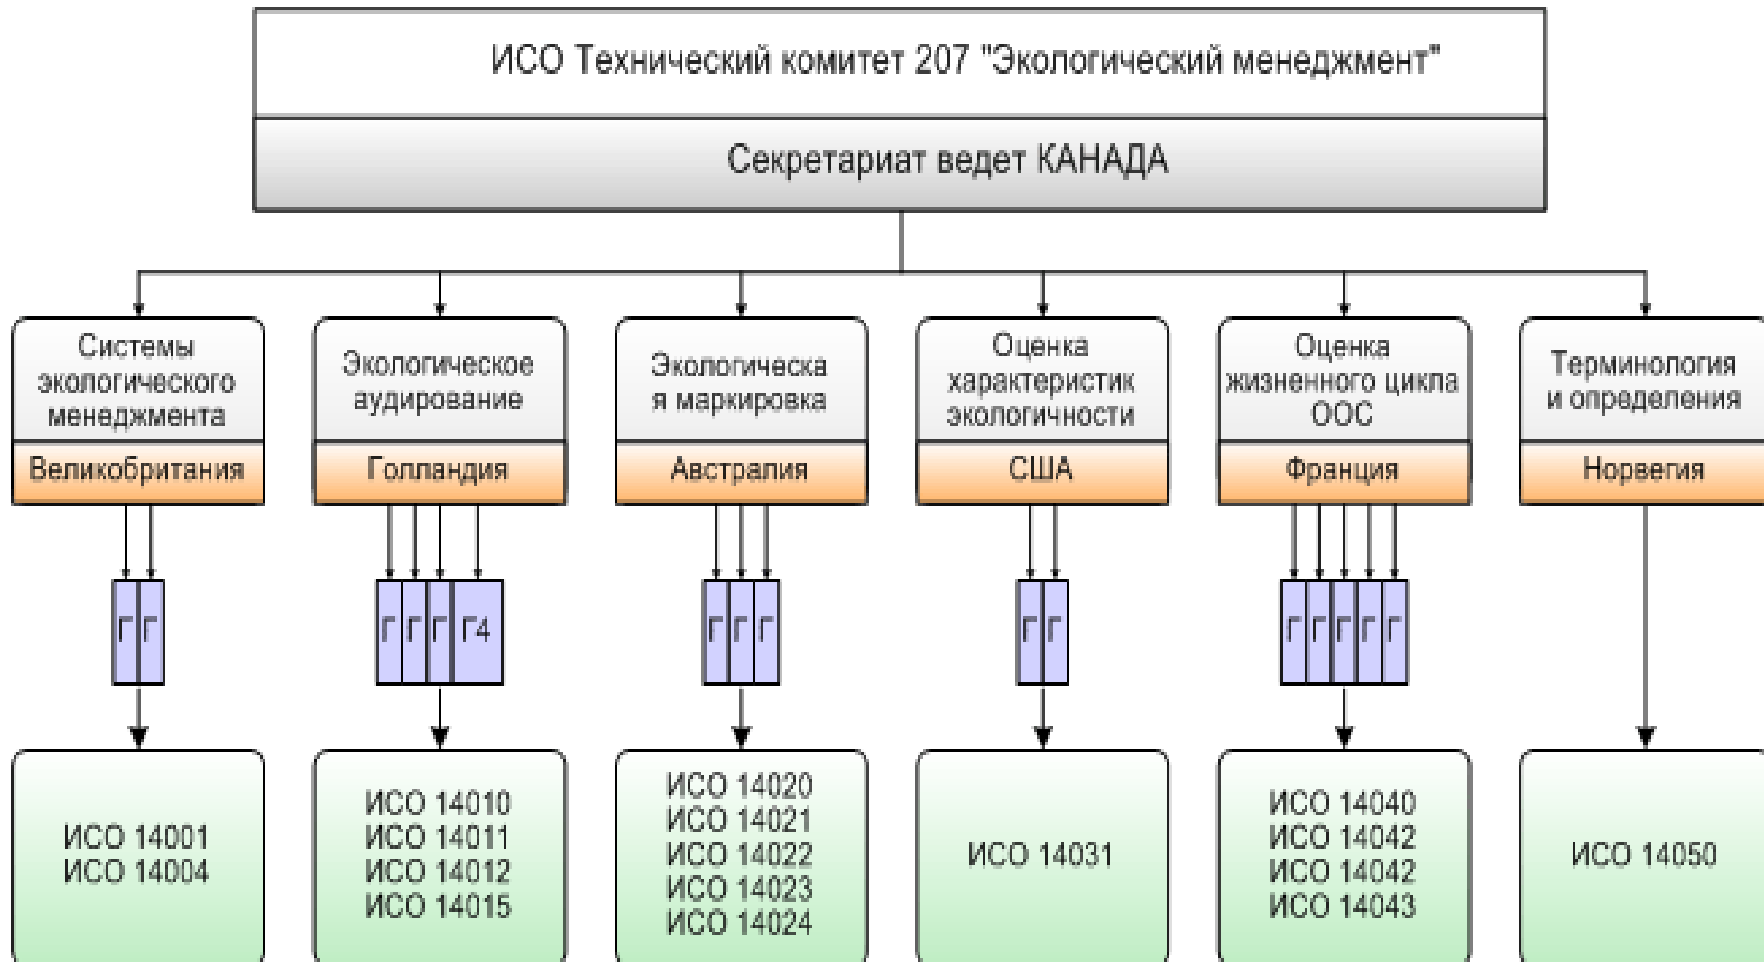 ИСО Технический комитет 207 "Экологический менеджмент"
Секретариат ведет КАНАДА
Системы
экологического
менеджмента
Великобритания
Экологическое
аудирование
Голландия
Экологическа
я маркировка
Австралия
Оценка
характеристик
экологичности
США
Оценка
жизненного цикла
ООС
Франция
Терминология
и определения
Норвегия
Г Г
Г Г Г Г4
Г Г Г
Г Г
Г Г Г Г Г
ИСО 14001
ИСО 14004
ИСО 14010
ИСО 14011
ИСО 14012
ИСО 14015
ИСО 14020
ИСО 14021
ИСО 14022
ИСО 14023
ИСО 14024
ИСО 14031
ИСО 14040
ИСО 14042
ИСО 14042
ИСО 14043
ИСО 14050